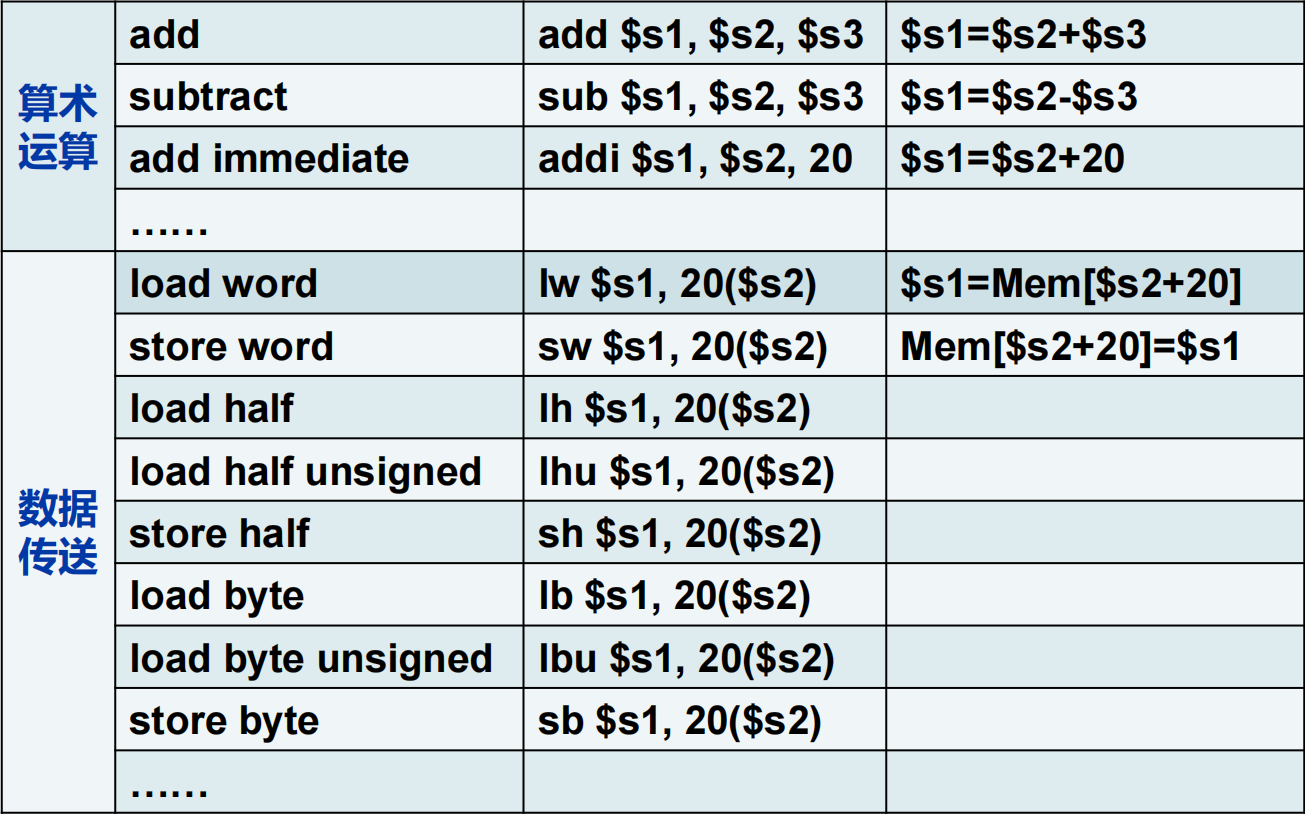 算术
运算
add add $s1, $s2, $s3 $s1=$s2+$s3
subtract sub $s1, $s2, $s3 $s1=$s2-$s3
add immediate addi $s1, $s2, 20 $s1=$s2+20
……
数据
传送
load word lw $s1, 20($s2) $s1=Mem[$s2+20]
store word sw $s1, 20($s2) Mem[$s2+20]=$s1
load half lh $s1, 20($s2)
load half unsigned lhu $s1, 20($s2)
store half sh $s1, 20($s2)
load byte lb $s1, 20($s2)
load byte unsigned lbu $s1, 20($s2)
store byte sb $s1, 20($s2)
……